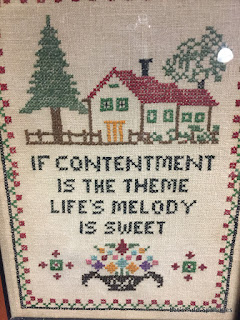 IF CONTENTMENT
IS THE THEME
LIFE'S MELODY
IS SWEET